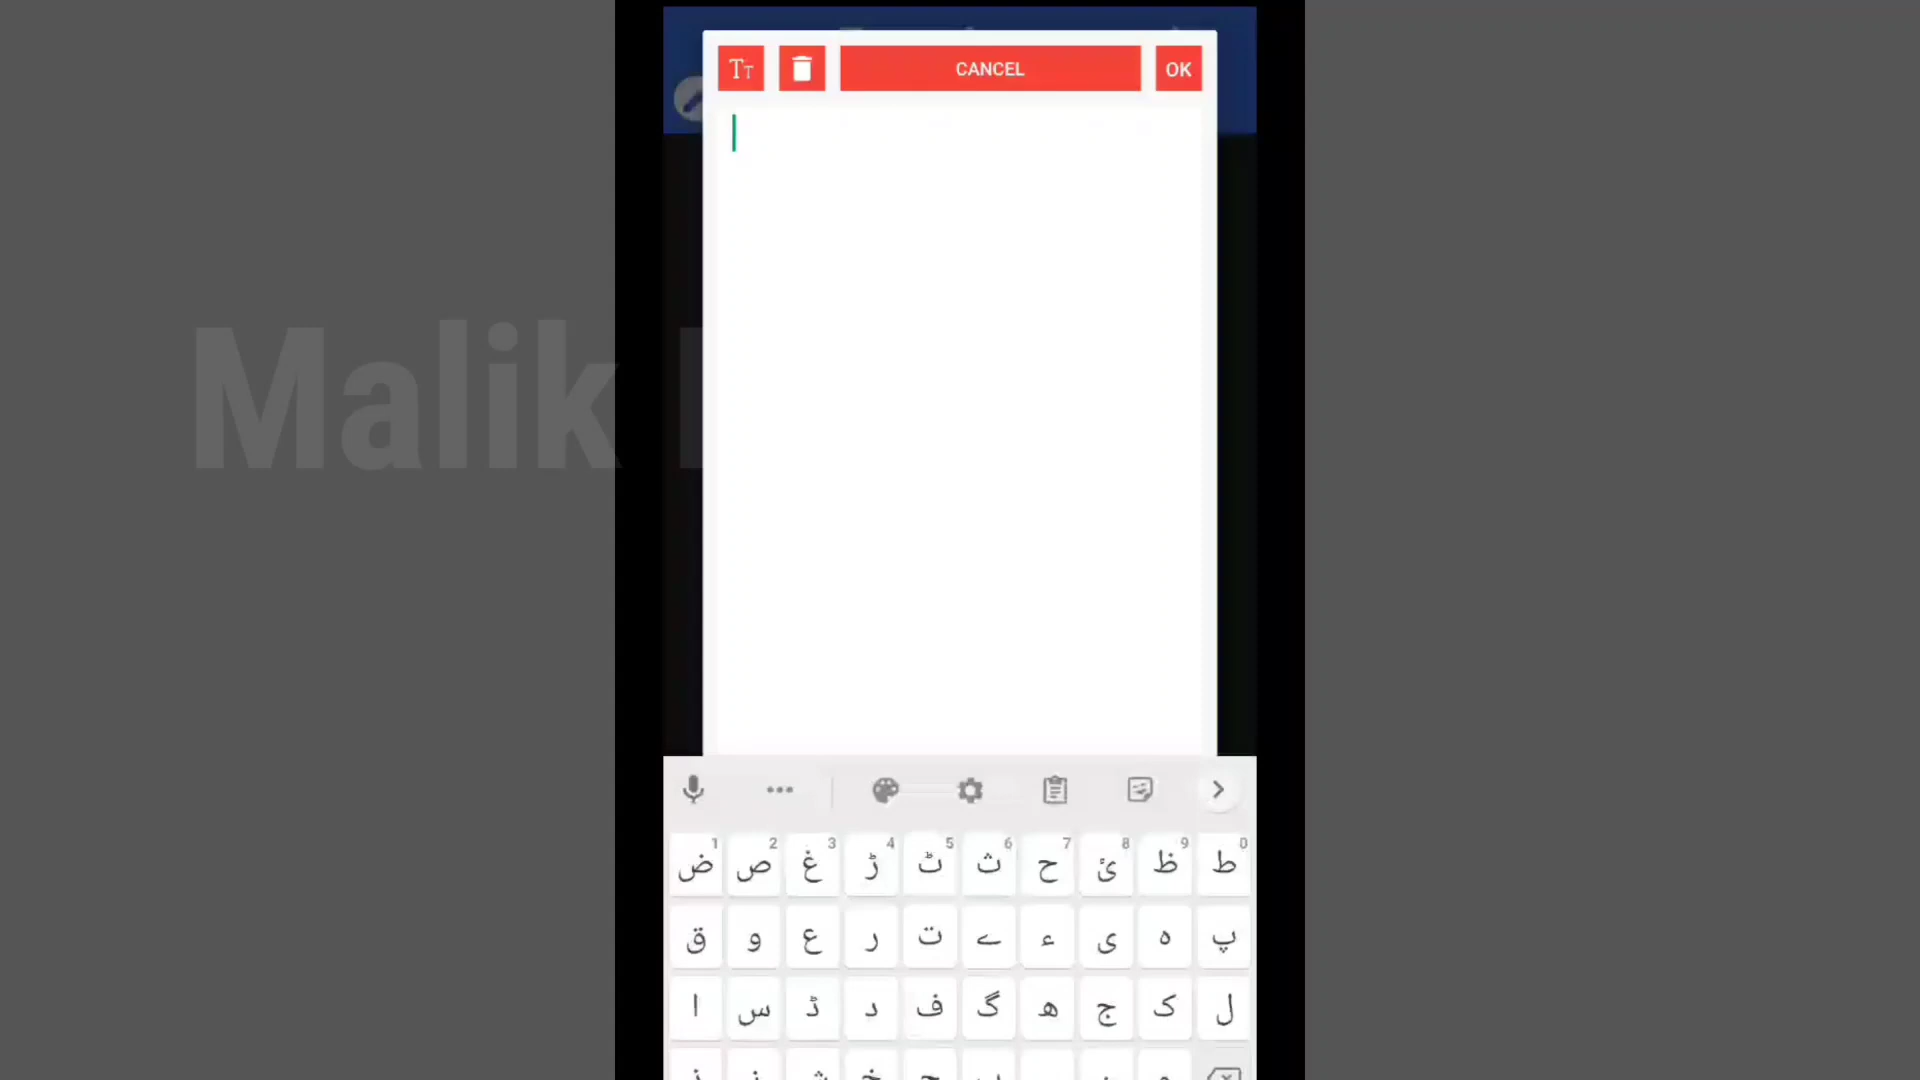 CANCEL OK
Malik
1 2 3 4 5 6 7 8 9 0
ض ص غ ڑ ٹ ث ح ئ ظ ط
ق و ع ر ت ے ء ی ہ پ
ا س ڈ د ف گ ھ ج ک ل